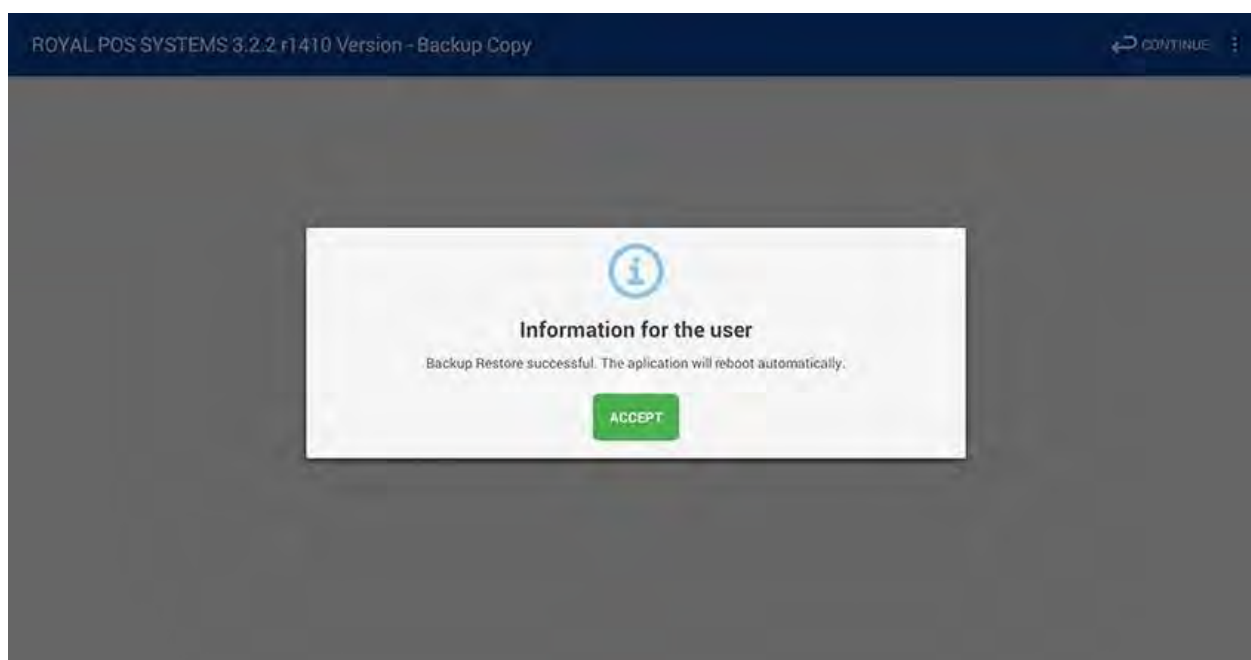 ROYAL POS SYSTEMS 3.2.2 r1410 Version - Backup Copy
CONTINUE
Information for the user
Backup Restore successful. The aplication will reboot automatically.
ACCEPT